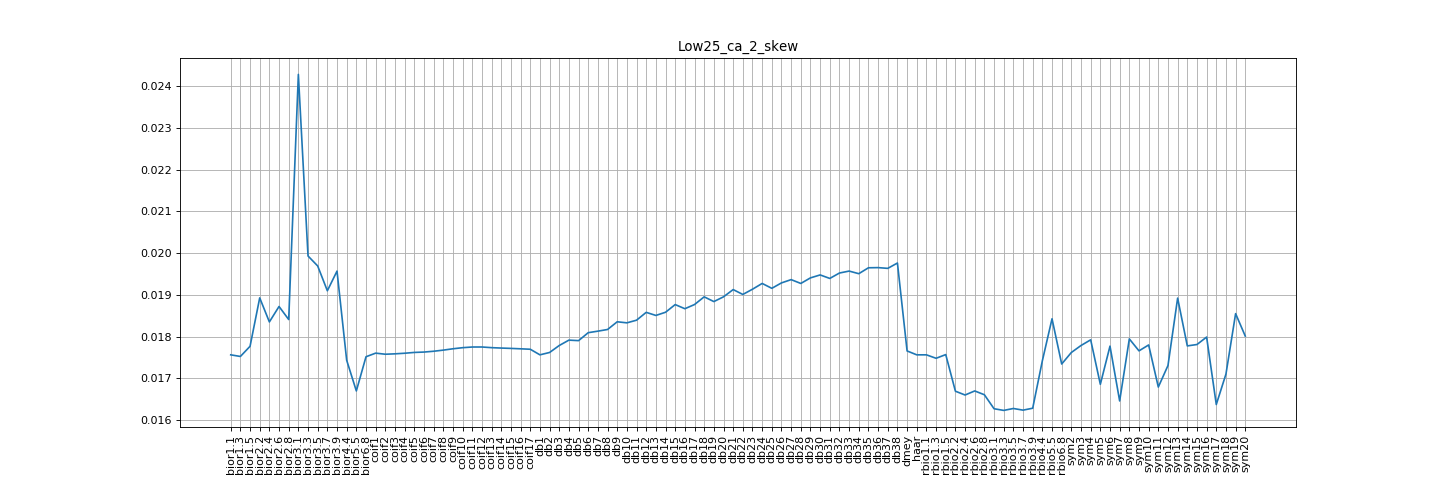 Low25_ca_2_skew
0.024
0.023
0.022
0.021
0.020
0.019
0.018
0.017
0.016
bior1.1
bior1.3
bior1.5
bior2.2
bior2.4
bior2.6
bior2.8
bior3.1
bior3.3
bior3.5
bior3.7
bior3.9
bior4.4
bior5.5
bior6.8
coif1
coif2
coif3
coif4
coif5
coif6
coif7
coif8
coif9
coif10
coif11
coif12
coif13
coif14
coif15
coif16
coif17
db1
db2
db3
db4
db5
db6
db7
db8
db9
db10
db11
db12
db13
db14
db15
db16
db17
db18
db19
db20
db21
db22
db23
db24
db25
db26
db27
db28
db29
db30
db31
db32
db33
db34
db35
db36
db37
db38
dmey
haar
rbio1.1
rbio1.3
rbio1.5
rbio2.2
rbio2.4
rbio2.6
rbio2.8
rbio3.1
rbio3.3
rbio3.5
rbio3.7
rbio3.9
rbio4.4
rbio5.5
rbio6.8
sym2
sym3
sym4
sym5
sym6
sym7
sym8
sym9
sym10
sym11
sym12
sym13
sym14
sym15
sym16
sym17
sym18
sym19
sym20